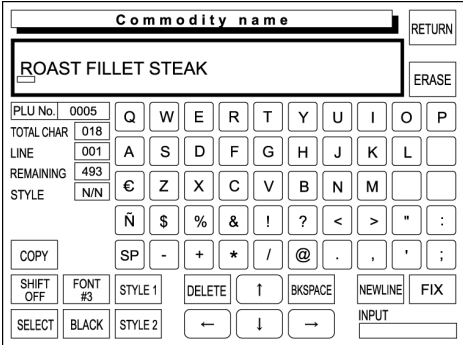 Commodity name
RETURN
ROAST FILLET STEAK
ERASE
PLU No. 0005
TOTAL CHAR 018
LINE 001
REMAINING 493
STYLE N/N
Q W E R T Y U I O P
A S D F G H J K L
€ Z X C V B N M
Ñ $ % & ! ? < > " :
COPY SP - + * / @ . , ' ;
SHIFT OFF FONT #3 STYLE 1 DELETE ↑ BKSPACE NEWLINE FIX
SELECT BLACK STYLE 2 ← ↓ → INPUT